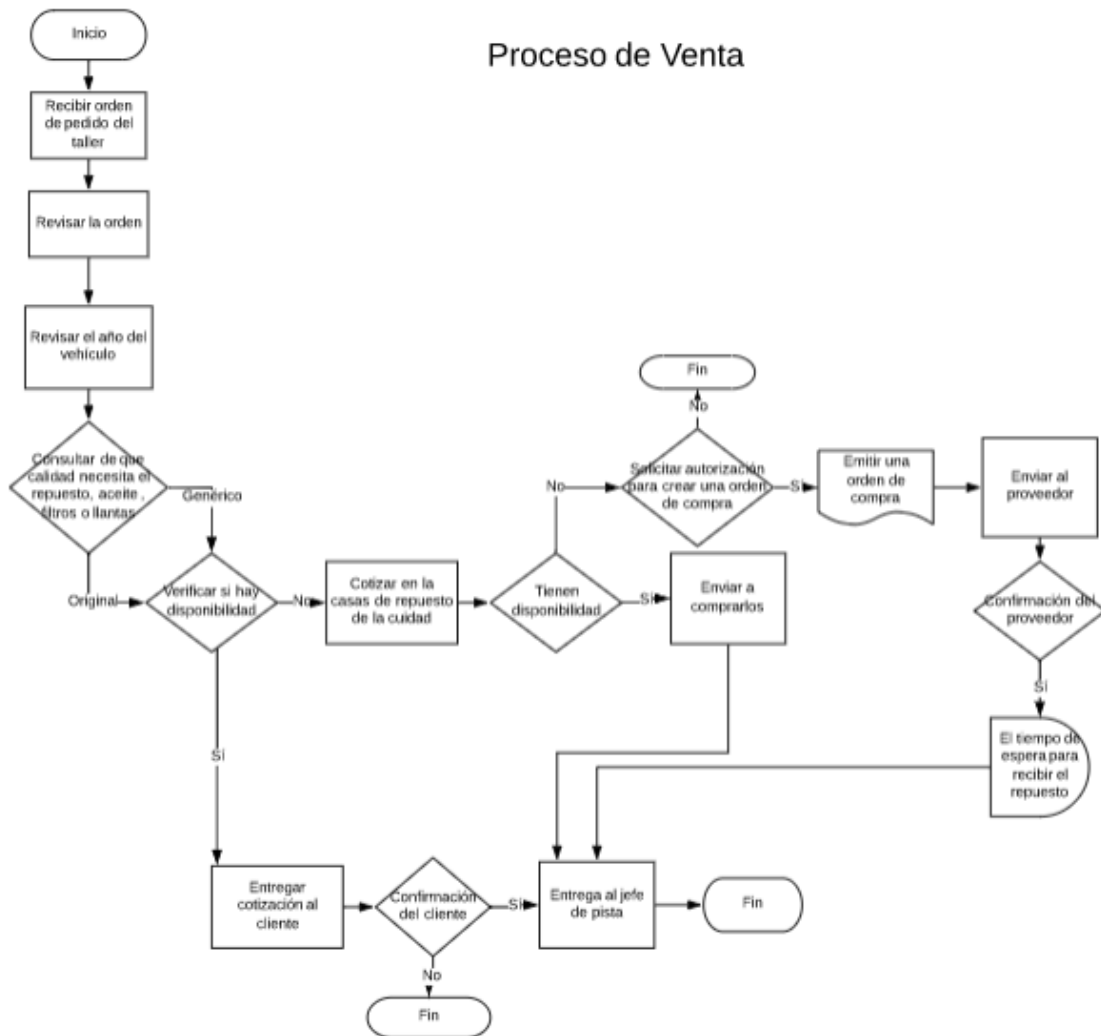 Inicio
Proceso de Venta
Recibir orden
de pedido del
taller
Revisar la orden
Revisar el año del
vehículo
Consultar de que
calidad necesita el
repuesto, aceite ,
filtros o llantas
Genérico
Original
Verificar si hay
disponibilidad
No
Sí
Cotizar en la
casas de repuesto
de la cuidad
Tienen
disponibilidad
No
Sí
Fin
No
Solicitar autorización
para crear una orden
de compra
Sí
Emitir una
orden de
compra
Enviar al
proveedor
Enviar a
comprarlos
Confirmación del
proveedor
Sí
El tiempo de
espera para
recibir el
repuesto
Entregar
cotización al
cliente
Confirmación
del cliente
Sí
No
Fin
Entrega al jefe
de pista
Fin